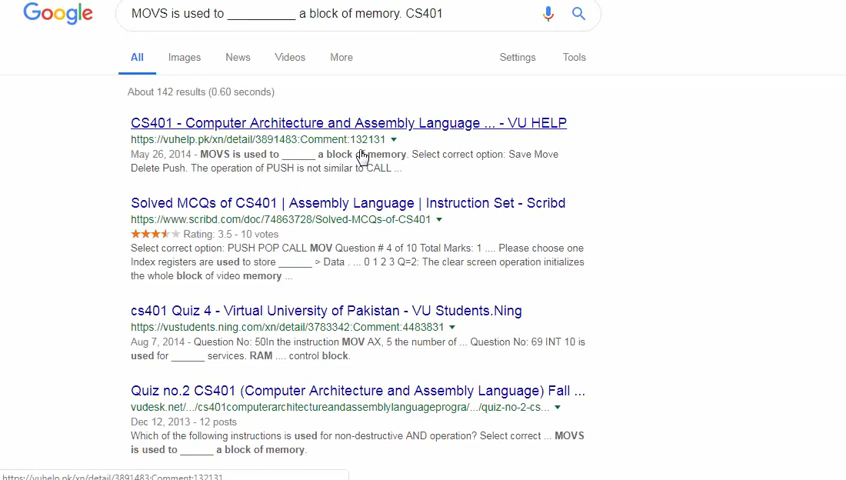 Google MOVS is used to __________ a block of memory. CS401
All Images News Videos More Settings Tools
About 142 results (0.60 seconds)
CS401 - Computer Architecture and Assembly Language ... - VU HELP
https://vuhelp.pk/xn/detail/3891483:Comment:132131
May 26, 2014 - MOVS is used to ______ a block of memory. Select correct option: Save Move
Delete Push. The operation of PUSH is not similar to CALL ...
Solved MCQs of CS401 | Assembly Language | Instruction Set - Scribd
https://www.scribd.com/doc/74863728/Solved-MCQs-of-CS401
Rating: 3.5 - 10 votes
Select correct option: PUSH POP CALL MOV Question # 4 of 10 Total Marks: 1 .... Please choose one
Index registers are used to store ______ > Data . ... 0 1 2 3 Q=2: The clear screen operation initializes
the whole block of video memory ...
cs401 Quiz 4 - Virtual University of Pakistan - VU Students.Ning
https://vustudents.ning.com/xn/detail/3783342:Comment:4483831
Aug 7, 2014 - Question No: 50In the instruction MOV AX, 5 the number of ... Question No: 69 INT 10 is
used for ______ services. RAM .... control block.
Quiz no.2 CS401 (Computer Architecture and Assembly Language) Fall ...
vudesk.net/.../cs401computerarchitectureandassemblylanguageprogra/.../quiz-no-2-cs...
Dec 12, 2013 - 12 posts
Which of the following instructions is used for non-destructive AND operation? Select correct ... MOVS
is used to ______ a block of memory.
https://vuhelp.pk/xn/detail/3891483:Comment:132131